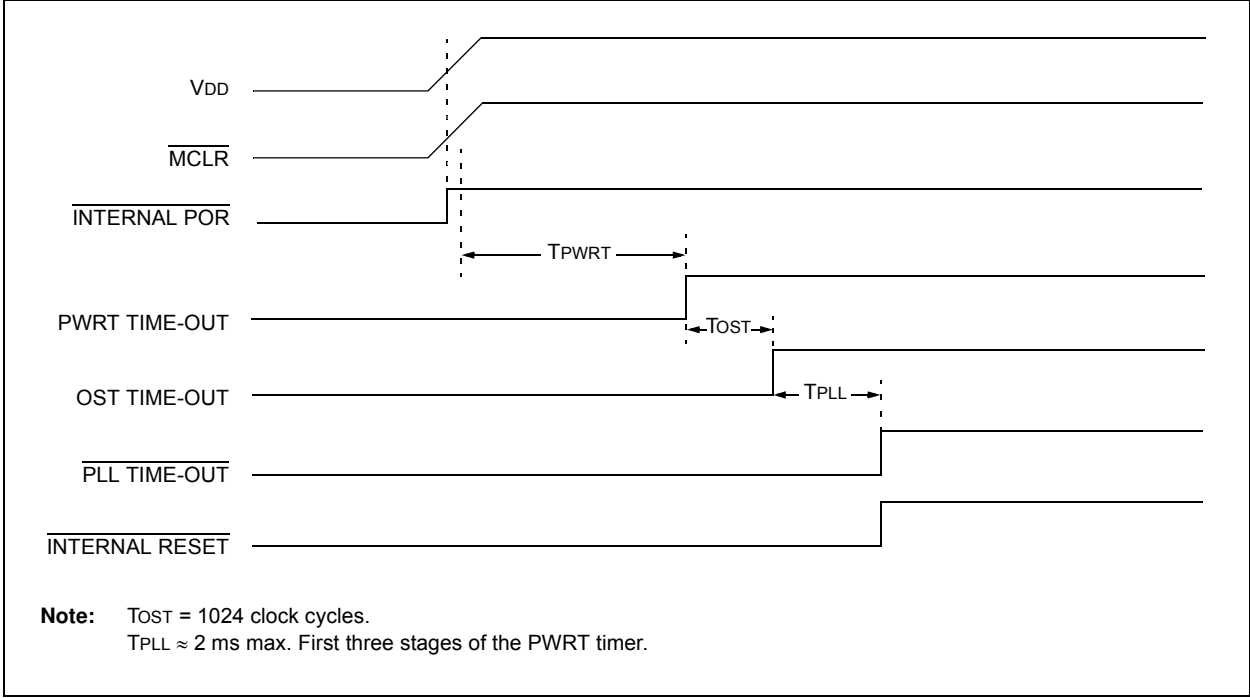 VDD
MCLR
INTERNAL POR
TPWRT
PWRT TIME-OUT
TOST
OST TIME-OUT
TPLL
PLL TIME-OUT
INTERNAL RESET
Note: TOST = 1024 clock cycles.
TPLL ≈ 2 ms max. First three stages of the PWRT timer.